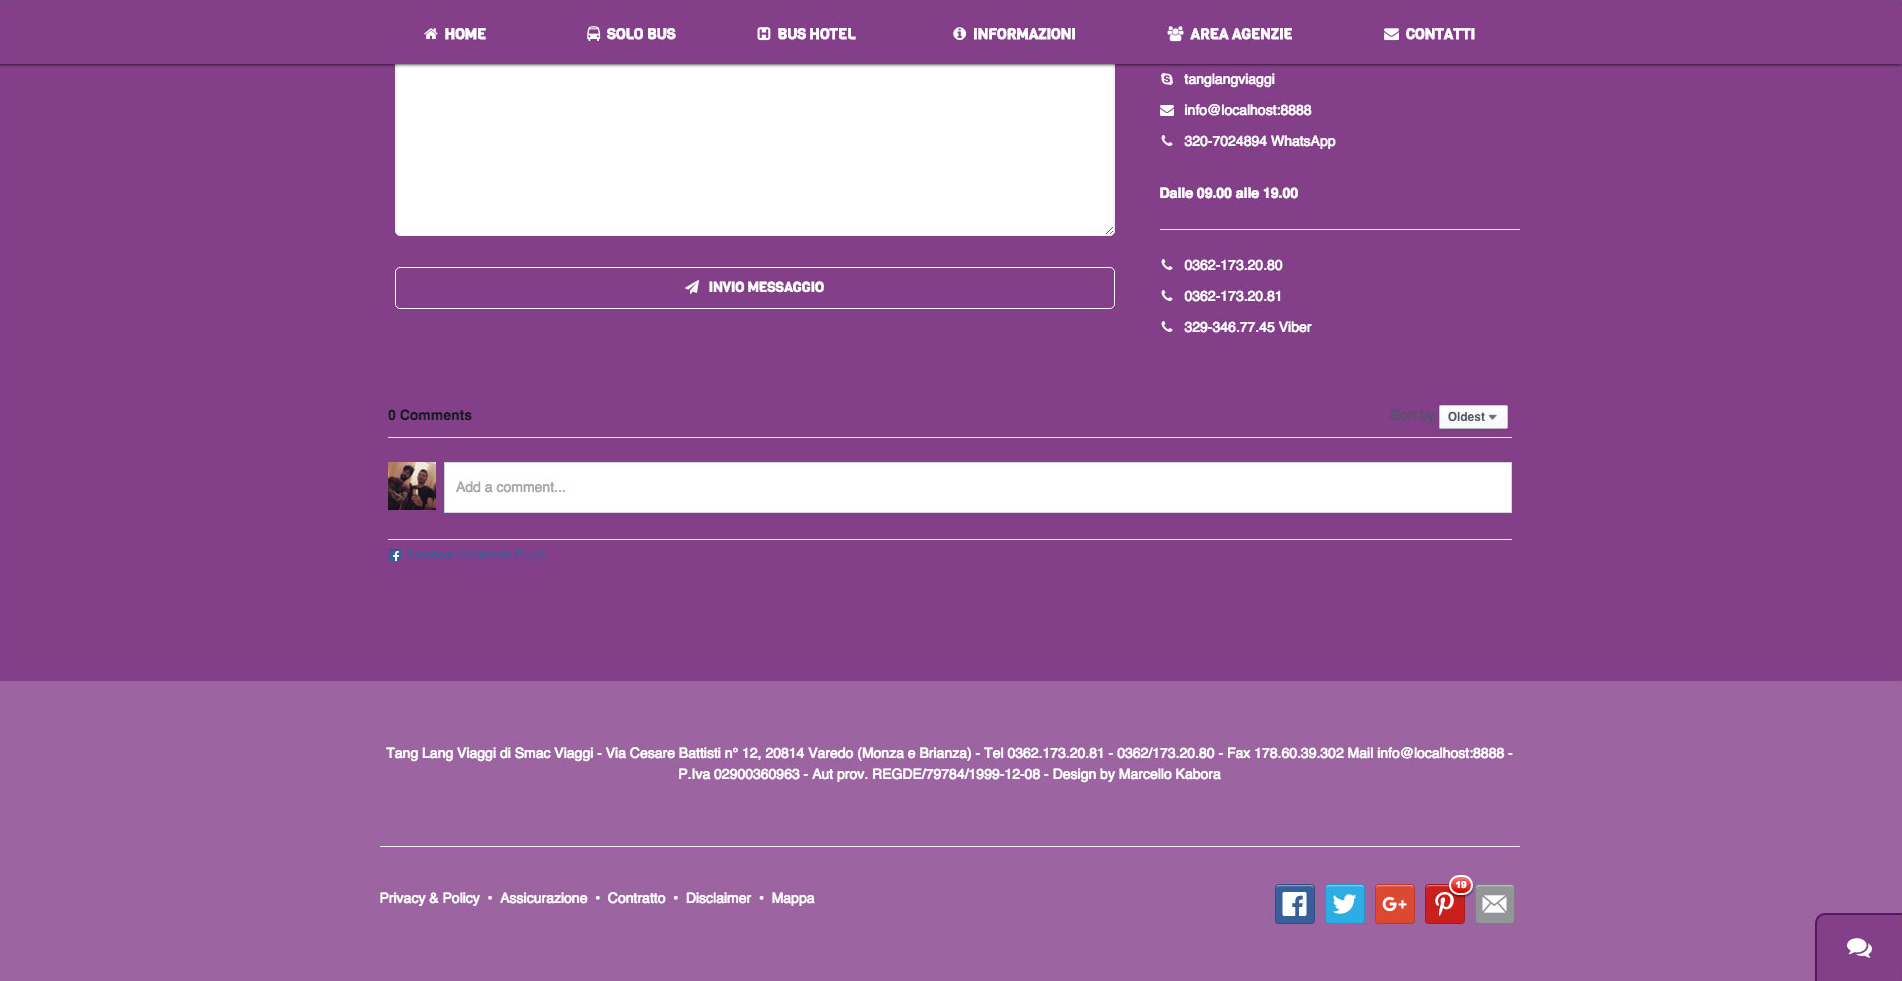 HOME SOLO BUS BUS HOTEL INFORMAZIONI AREA AGENZIE CONTATTI
tanglangviaggi
info@localhost:8888
320-7024894 WhatsApp
Dalle 09.00 alle 19.00
INVIO MESSAGGIO
0362-173.20.80
0362-173.20.81
329-346.77.45 Viber
0 Comments Sort by Oldest
Add a comment...
Facebook Comments Plugin
Tang Lang Viaggi di Smac Viaggi - Via Cesare Battisti n° 12, 20814 Varedo (Monza e Brianza) - Tel 0362.173.20.81 - 0362/173.20.80 - Fax 178.60.39.302 Mail info@localhost:8888 -
P.Iva 02900360963 - Aut prov. REGDE/79784/1999-12-08 - Design by Marcello Kabora
Privacy & Policy • Assicurazione • Contratto • Disclaimer • Mappa
19